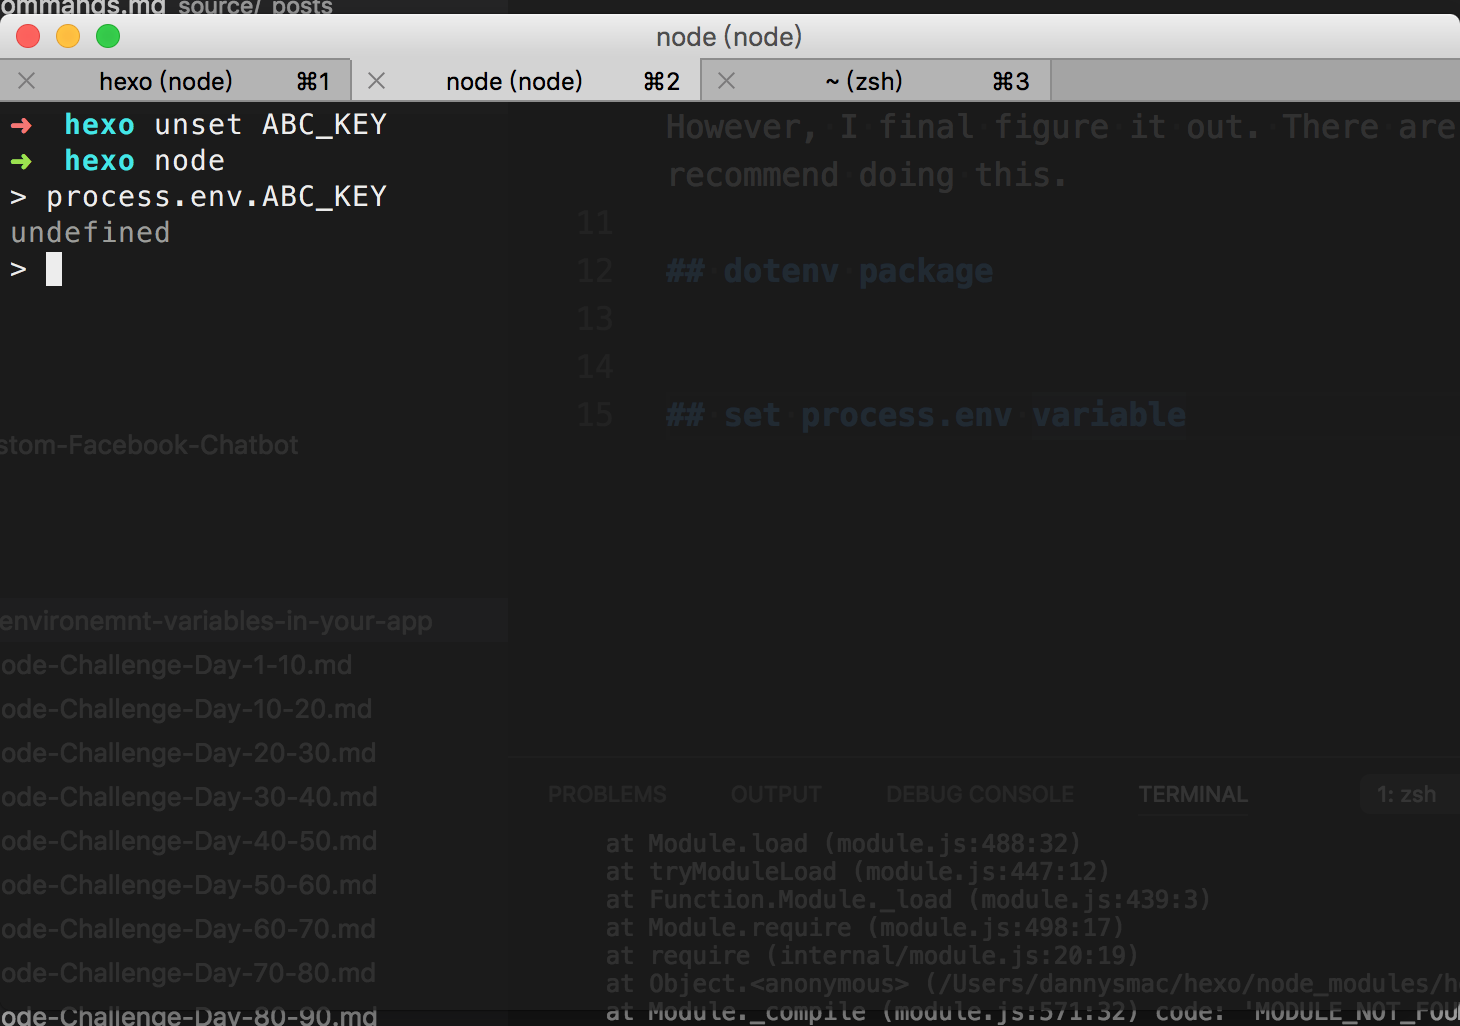 ommands.md source/_posts
node (node)
hexo (node) ⌘1
node (node) ⌘2
~ (zsh) ⌘3
➜ hexo unset ABC_KEY
➜ hexo node
> process.env.ABC_KEY
undefined
>
However, I final figure it out. There are
recommend doing this.
11
12 ## dotenv package
13
14
15 ## set process.env variable
stom-Facebook-Chatbot
environemnt-variables-in-your-app
ode-Challenge-Day-1-10.md
ode-Challenge-Day-10-20.md
ode-Challenge-Day-20-30.md
ode-Challenge-Day-30-40.md
ode-Challenge-Day-40-50.md
ode-Challenge-Day-50-60.md
ode-Challenge-Day-60-70.md
ode-Challenge-Day-70-80.md
ode-Challenge-Day-80-90.md
PROBLEMS OUTPUT DEBUG CONSOLE TERMINAL 1: zsh
at Module.load (module.js:488:32)
at tryModuleLoad (module.js:447:12)
at Function.Module._load (module.js:439:3)
at Module.require (module.js:498:17)
at require (internal/module.js:20:19)
at Object.<anonymous> (/Users/dannysmac/hexo/node_modules/h
at Module._compile (module.js:571:32) code: 'MODULE_NOT_FOU